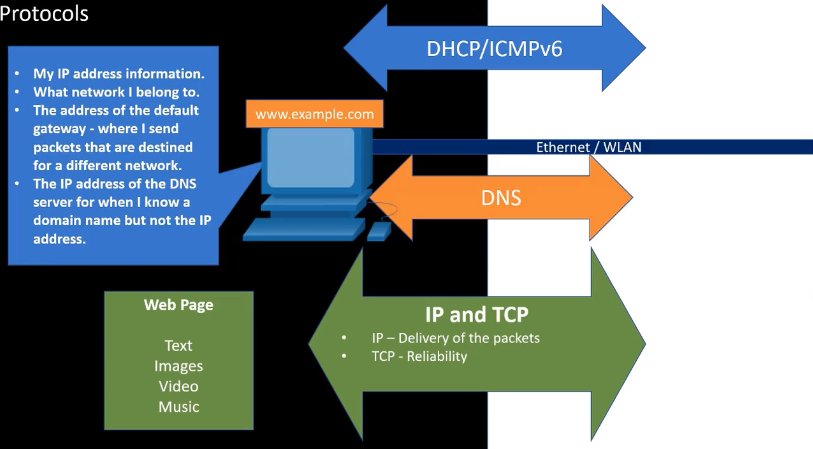 Protocols
DHCP/ICMPv6
• My IP address information.
• What network I belong to.
• The address of the default
gateway - where I send
packets that are destined
for a different network.
• The IP address of the DNS
server for when I know a
domain name but not the IP
address.
www.example.com
Ethernet / WLAN
DNS
Web Page
Text
Images
Video
Music
IP and TCP
• IP – Delivery of the packets
• TCP - Reliability